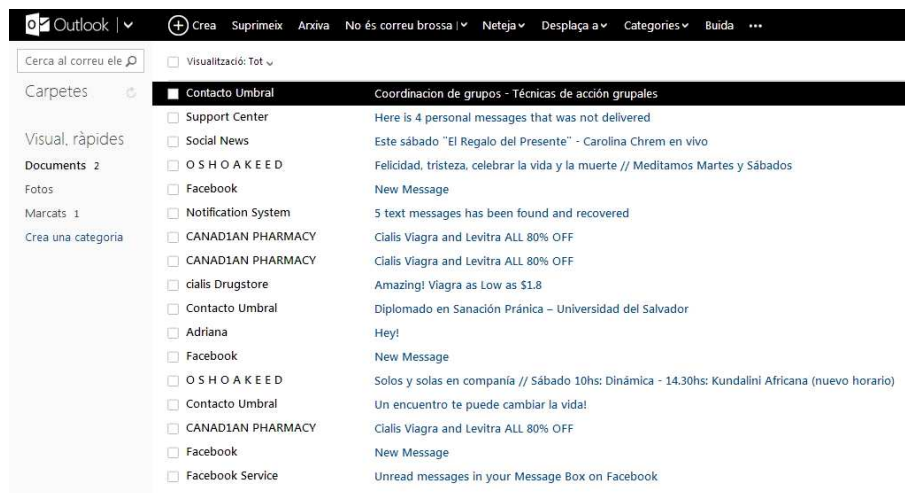 Outlook
Crea Suprimeix Arxiva No és correu brossa Neteja Desplaça a Categories Buida •••
Cerca al correu ele
Visualització: Tot
Carpetes
Contacto Umbral Coordinacion de grupos - Técnicas de acción grupales
Support Center Here is 4 personal messages that was not delivered
Visual, ràpides
Social News Este sábado ¨El Regalo del Presente¨ - Carolina Chrem en vivo
Documents 2
O S H O A K E E D Felicidad, tristeza, celebrar la vida y la muerte // Meditamos Martes y Sábados
Fotos
Facebook New Message
Marcats 1
Notification System 5 text messages has been found and recovered
Crea una categoria
CANAD1AN PHARMACY Cialis Viagra and Levitra ALL 80% OFF
CANAD1AN PHARMACY Cialis Viagra and Levitra ALL 80% OFF
cialis Drugstore Amazing! Viagra as Low as $1.8
Contacto Umbral Diplomado en Sanación Pránica – Universidad del Salvador
Adriana Hey!
Facebook New Message
O S H O A K E E D Solos y solas en compañía // Sábado 10hs: Dinámica - 14.30hs: Kundalini Africana (nuevo horario)
Contacto Umbral Un encuentro te puede cambiar la vida!
CANAD1AN PHARMACY Cialis Viagra and Levitra ALL 80% OFF
Facebook New Message
Facebook Service Unread messages in your Message Box on Facebook